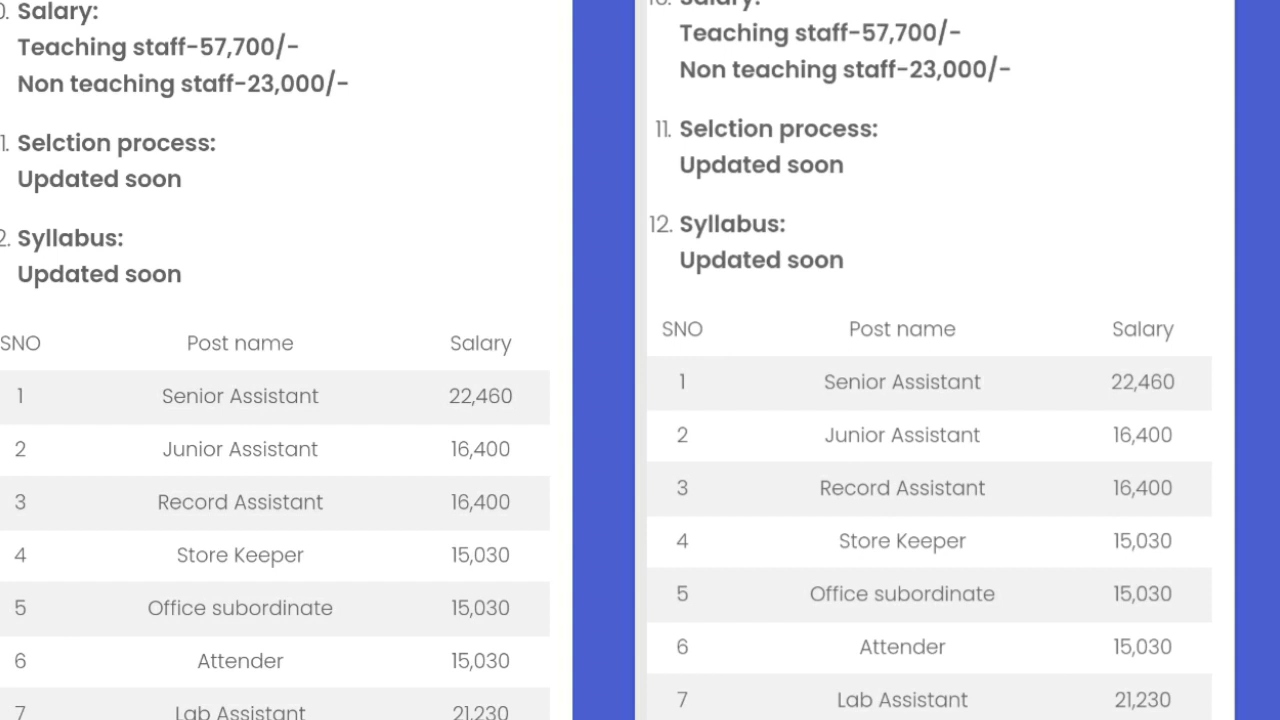 0. Salary:
Teaching staff-57,700/-
Non teaching staff-23,000/-
1. Selction process:
Updated soon
2. Syllabus:
Updated soon
SNO Post name Salary
1 Senior Assistant 22,460
2 Junior Assistant 16,400
3 Record Assistant 16,400
4 Store Keeper 15,030
5 Office subordinate 15,030
6 Attender 15,030
7 Lab Assistant 21,230
10. Salary:
Teaching staff-57,700/-
Non teaching staff-23,000/-
11. Selction process:
Updated soon
12. Syllabus:
Updated soon
SNO Post name Salary
1 Senior Assistant 22,460
2 Junior Assistant 16,400
3 Record Assistant 16,400
4 Store Keeper 15,030
5 Office subordinate 15,030
6 Attender 15,030
7 Lab Assistant 21,230